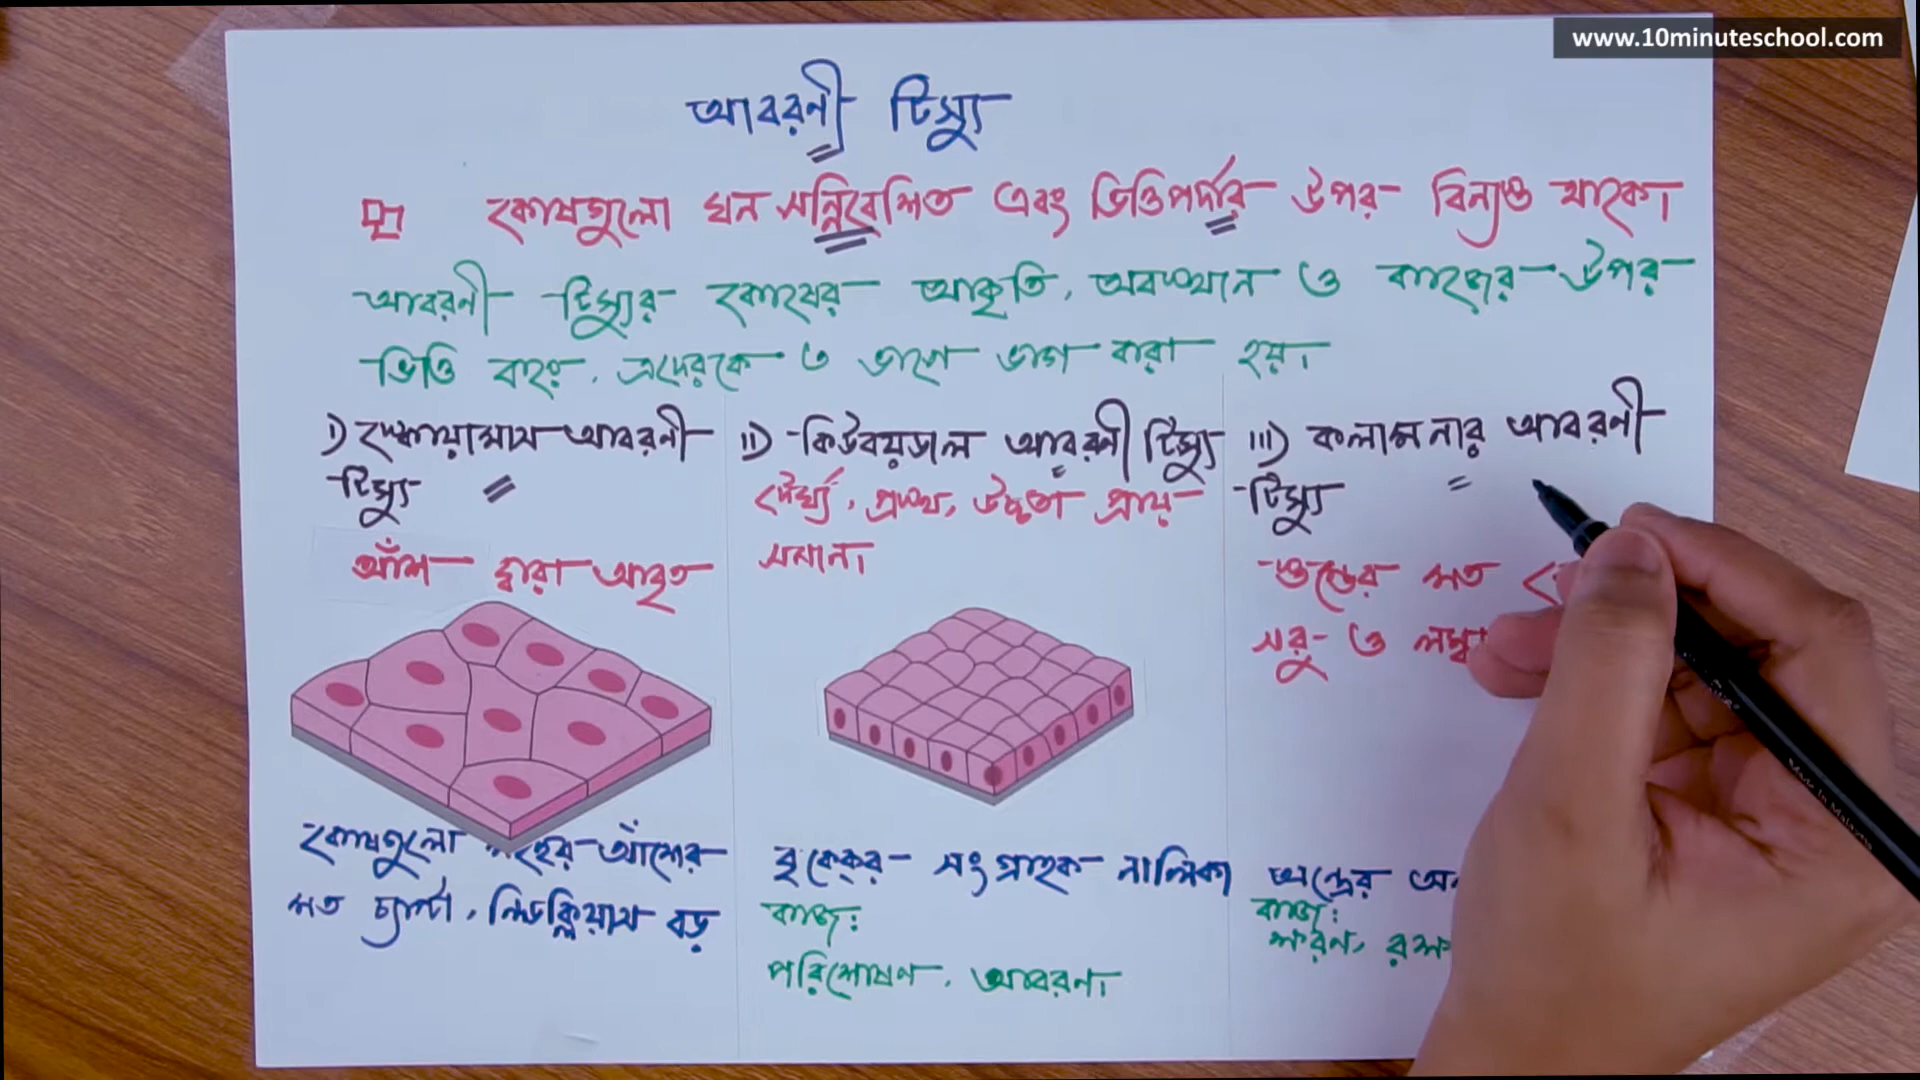 www.10minuteschool.com
আবরণী টিস্যু
কোষগুলো ঘন সন্নিবেশিত এবং ভিত্তিপর্দার উপর বিন্যস্ত থাকে।
আবরণী টিস্যুর কোষের আকৃতি, অবস্থান ও কাজের উপর
ভিত্তি করে, এদেরকে ৩ ভাগে ভাগ করা হয়।
i) স্কোয়ামাস আবরণী
টিস্যু
আঁশ দ্বারা আবৃত
কোষগুলো মাছের আঁশের
মত চ্যাপ্টা, নিউক্লিয়াস বড়
ii) কিউবয়ডাল আবরণী টিস্যু
দৈর্ঘ্য, প্রস্থ, উচ্চতা প্রায়
সমান।
বৃক্কের সংগ্রাহক নালিকা
কাজ:
পরিশোষণ, আবরণ।
iii) কলামনার আবরণী
টিস্যু
স্তম্ভের মত
সরু ও লম্বা
অন্ত্রের
কাজ:
ক্ষরণ,